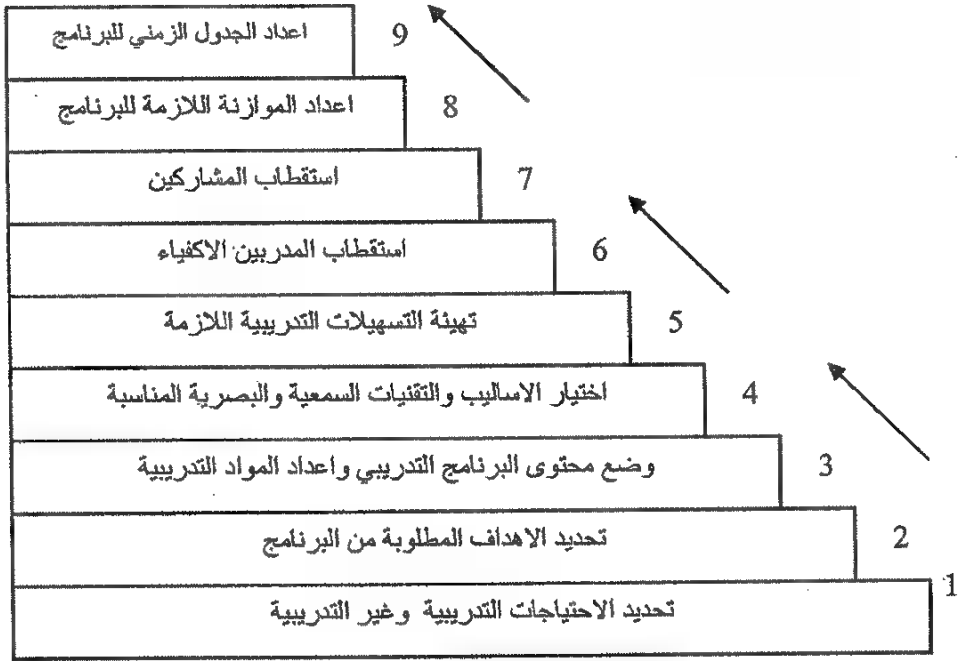 اعداد الجدول الزمني للبرنامج 9
اعداد الموازنة اللازمة للبرنامج 8
استقطاب المشاركين 7
استقطاب المدربين الاكفياء 6
تهيئة التسهيلات التدريبية اللازمة 5
اختيار الاساليب والتقنيات السمعية والبصرية المناسبة 4
وضع محتوى البرنامج التدريبي واعداد المواد التدريبية 3
تحديد الاهداف المطلوبة من البرنامج 2
تحديد الاحتياجات التدريبية وغير التدريبية 1